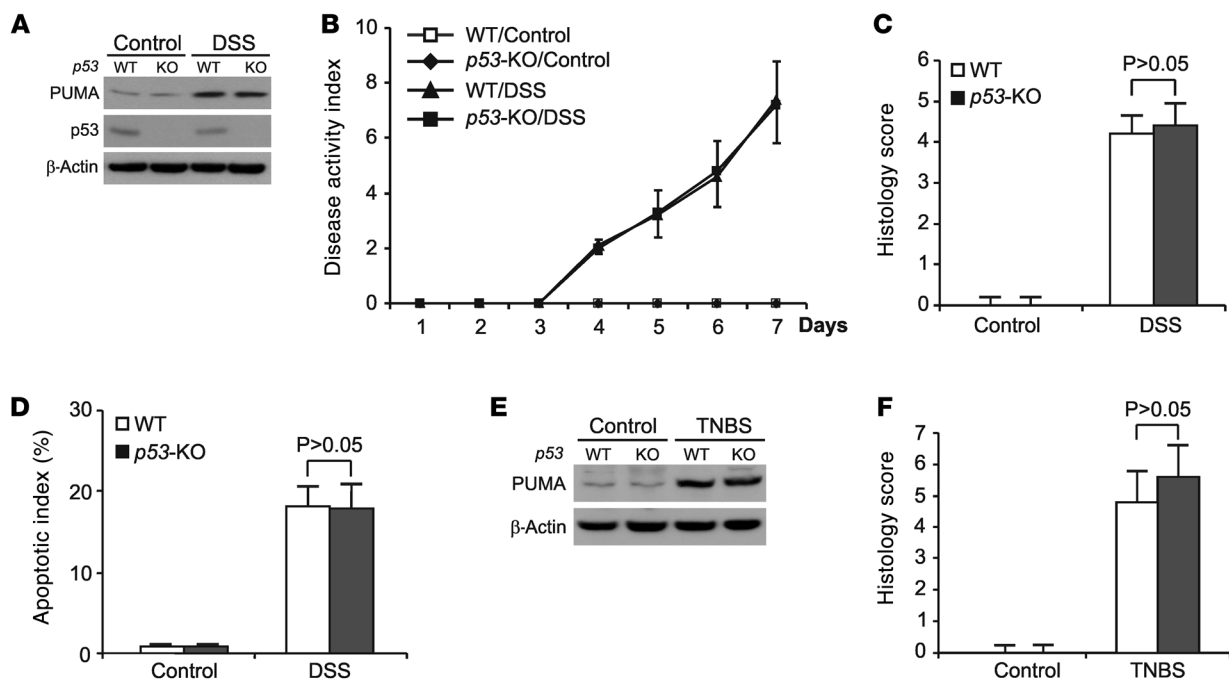 A
Control DSS
p53 WT KO WT KO
PUMA
p53
β-Actin
B
Disease activity index
10
8
6
4
2
0
WT/Control
p53-KO/Control
WT/DSS
p53-KO/DSS
1 2 3 4 5 6 7 Days
C
Histology score
6
5
4
3
2
1
0
WT
p53-KO
P>0.05
Control DSS
D
Apoptotic index (%)
30
20
10
0
WT
p53-KO
P>0.05
Control DSS
E
Control TNBS
p53 WT KO WT KO
PUMA
β-Actin
F
Histology score
7
6
5
4
3
2
1
0
P>0.05
Control TNBS